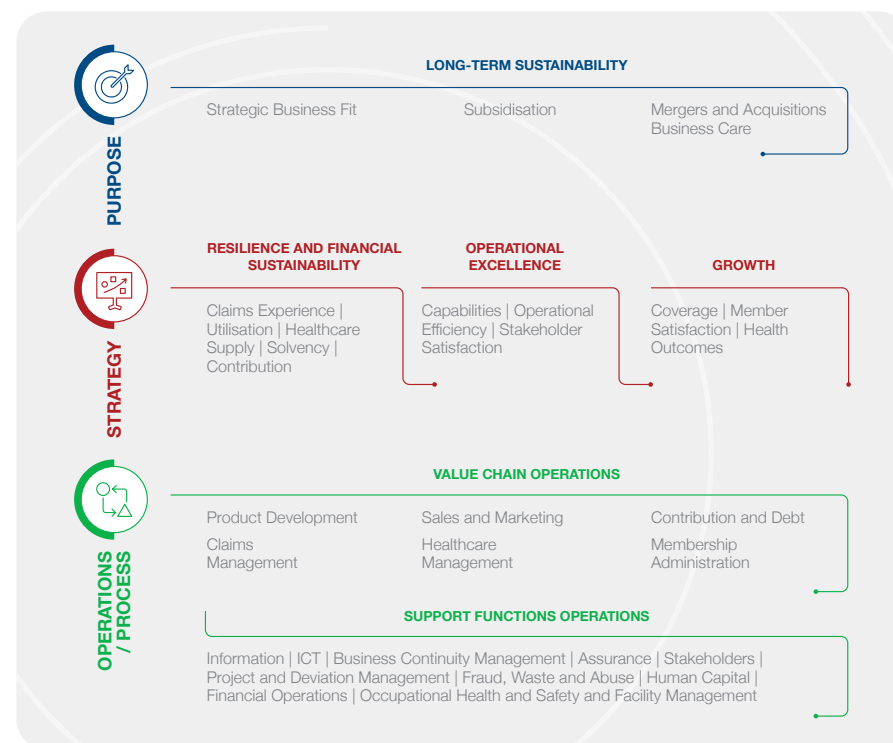 PURPOSE
LONG-TERM SUSTAINABILITY
Strategic Business Fit
Subsidisation
Mergers and Acquisitions
Business Care
STRATEGY
RESILIENCE AND FINANCIAL
SUSTAINABILITY
Claims Experience |
Utilisation | Healthcare
Supply | Solvency |
Contribution
OPERATIONAL
EXCELLENCE
Capabilities | Operational
Efficiency | Stakeholder
Satisfaction
GROWTH
Coverage | Member
Satisfaction | Health
Outcomes
OPERATIONS
/ PROCESS
VALUE CHAIN OPERATIONS
Product Development
Sales and Marketing
Contribution and Debt
Claims
Management
Healthcare
Management
Membership
Administration
SUPPORT FUNCTIONS OPERATIONS
Information | ICT | Business Continuity Management | Assurance | Stakeholders |
Project and Deviation Management | Fraud, Waste and Abuse | Human Capital |
Financial Operations | Occupational Health and Safety and Facility Management